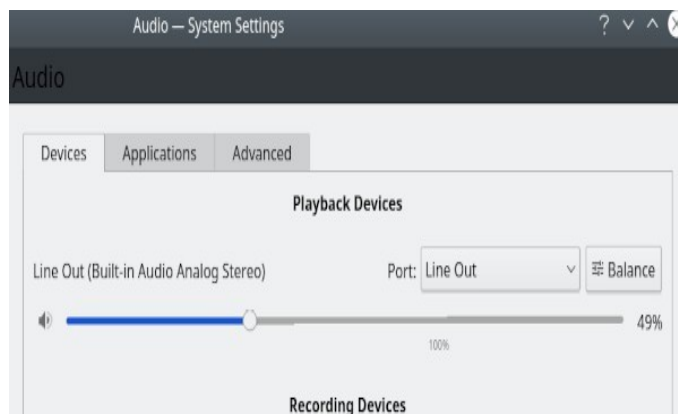 Audio — System Settings
Audio
Devices Applications Advanced
Playback Devices
Line Out (Built-in Audio Analog Stereo) Port: Line Out Balance
49%
100%
Recording Devices